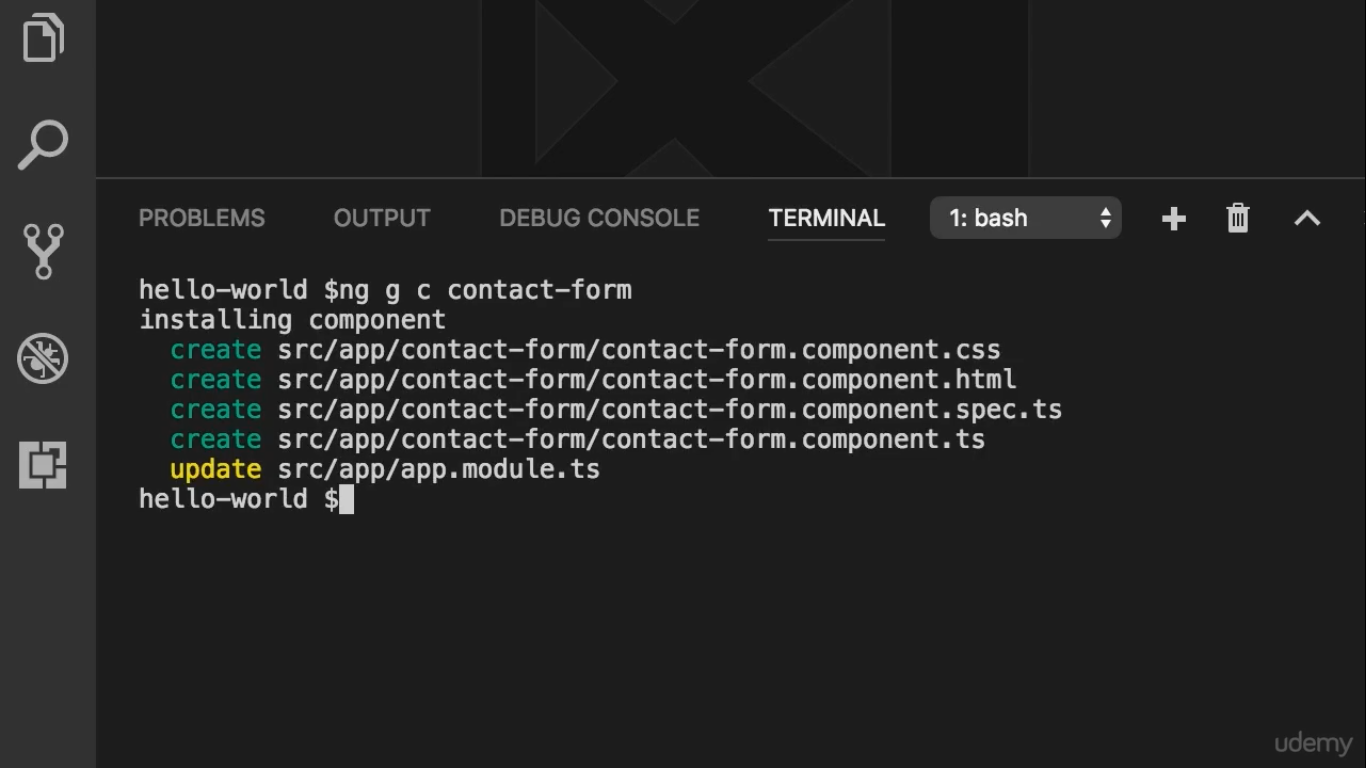 PROBLEMS OUTPUT DEBUG CONSOLE TERMINAL 1: bash
hello-world $ng g c contact-form
installing component
create src/app/contact-form/contact-form.component.css
create src/app/contact-form/contact-form.component.html
create src/app/contact-form/contact-form.component.spec.ts
create src/app/contact-form/contact-form.component.ts
update src/app/app.module.ts
hello-world $
udemy